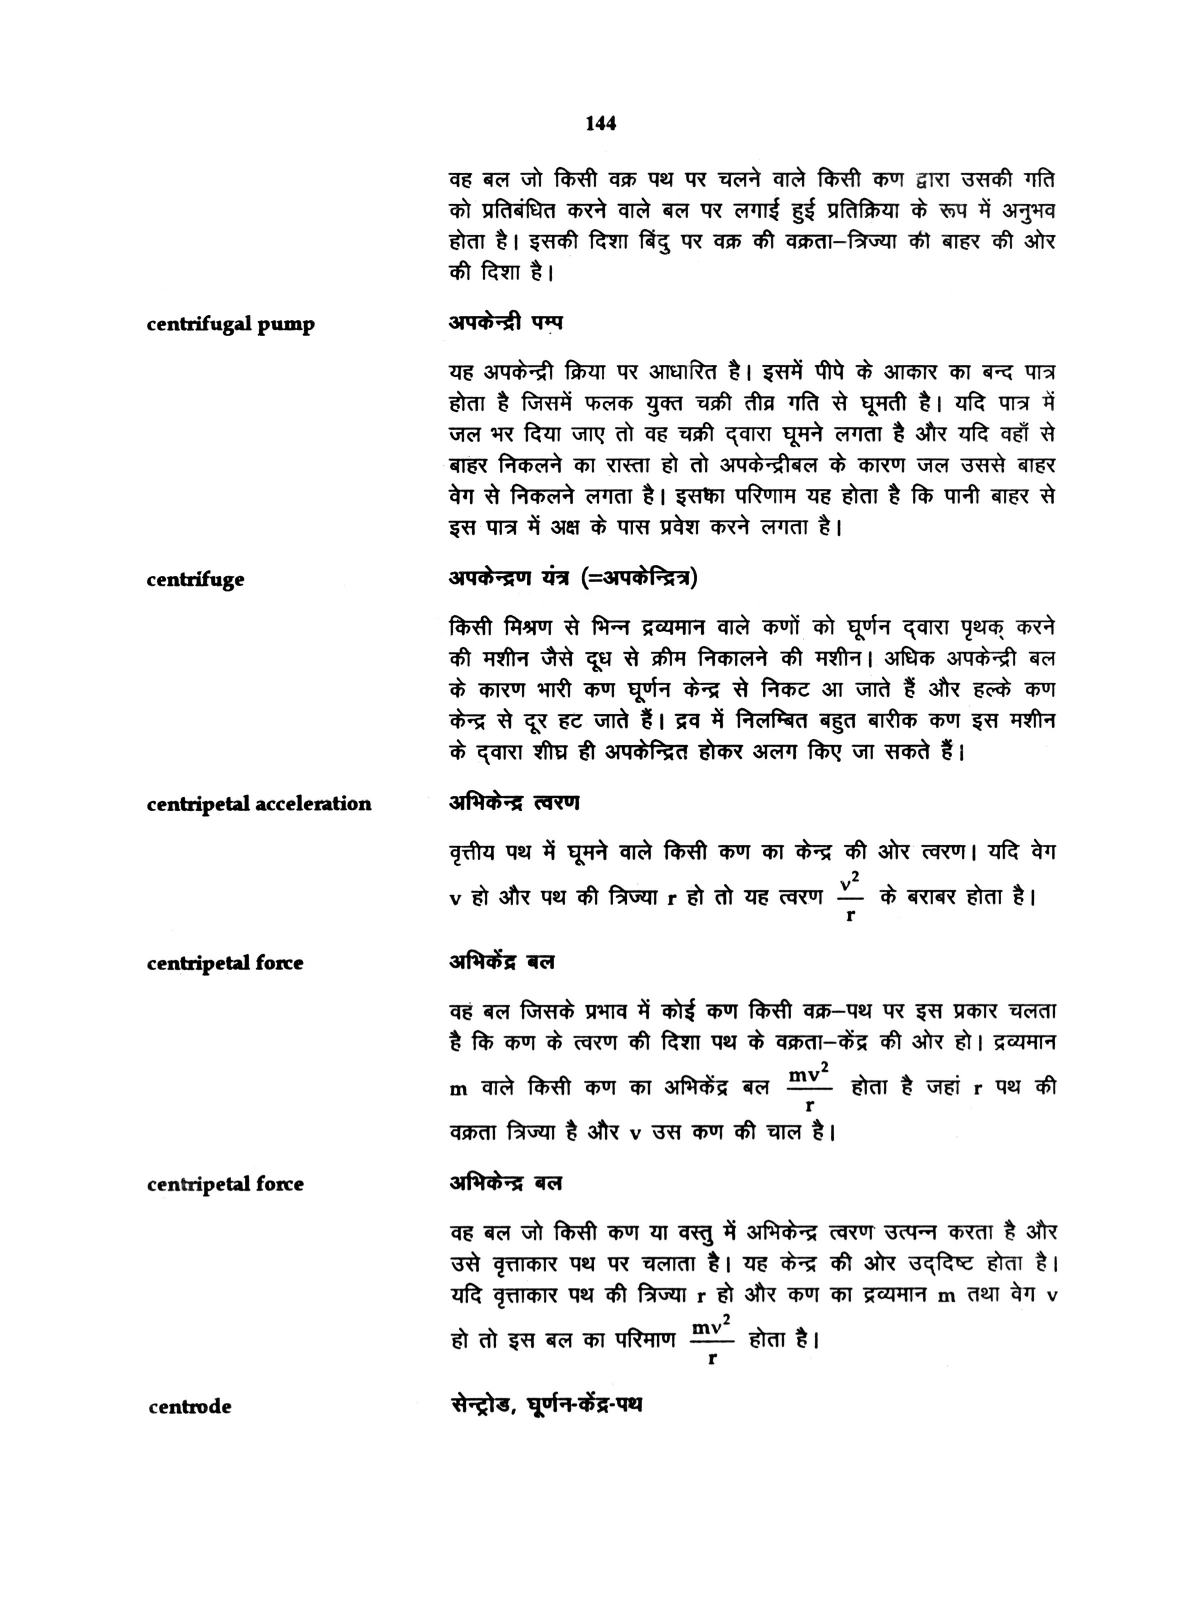 144
वह बल जो किसी वक्र पथ पर चलने वाले किसी कण द्वारा उसकी गति
को प्रतिबंधित करने वाले बल पर लगाई हुई प्रतिक्रिया के रूप में अनुभव
होता है। इसकी दिशा बिंदु पर वक्र की वक्रता–त्रिज्या की बाहर की ओर
की दिशा है।
centrifugal pump अपकेन्द्री पम्प
यह अपकेन्द्री क्रिया पर आधारित है। इसमें पीपे के आकार का बन्द पात्र
होता है जिसमें फलक युक्त चक्री तीव्र गति से घूमती है। यदि पात्र में
जल भर दिया जाए तो वह चक्री द्वारा घूमने लगता है और यदि वहाँ से
बाहर निकलने का रास्ता हो तो अपकेन्द्रीबल के कारण जल उससे बाहर
वेग से निकलने लगता है। इसका परिणाम यह होता है कि पानी बाहर से
इस पात्र में अक्ष के पास प्रवेश करने लगता है।
centrifuge अपकेन्द्रण यंत्र (=अपकेन्द्रित्र)
किसी मिश्रण से भिन्न द्रव्यमान वाले कणों को घूर्णन द्वारा पृथक् करने
की मशीन जैसे दूध से क्रीम निकालने की मशीन। अधिक अपकेन्द्री बल
के कारण भारी कण घूर्णन केन्द्र से निकट आ जाते हैं और हल्के कण
केन्द्र से दूर हट जाते हैं। द्रव में निलम्बित बहुत बारीक कण इस मशीन
के द्वारा शीघ्र ही अपकेन्द्रित होकर अलग किए जा सकते हैं।
centripetal acceleration अभिकेन्द्र त्वरण
वृत्तीय पथ में घूमने वाले किसी कण का केन्द्र की ओर त्वरण। यदि वेग
v हो और पथ की त्रिज्या r हो तो यह त्वरण v²/r के बराबर होता है।
centripetal force अभिकेंद्र बल
वह बल जिसके प्रभाव में कोई कण किसी वक्र–पथ पर इस प्रकार चलता
है कि कण के त्वरण की दिशा पथ के वक्रता–केंद्र की ओर हो। द्रव्यमान
m वाले किसी कण का अभिकेंद्र बल mv²/r होता है जहां r पथ की
वक्रता त्रिज्या है और v उस कण की चाल है।
centripetal force अभिकेन्द्र बल
वह बल जो किसी कण या वस्तु में अभिकेन्द्र त्वरण उत्पन्न करता है और
उसे वृत्ताकार पथ पर चलाता है। यह केन्द्र की ओर उद्दिष्ट होता है।
यदि वृत्ताकार पथ की त्रिज्या r हो और कण का द्रव्यमान m तथा वेग v
हो तो इस बल का परिमाण mv²/r होता है।
centrode सेन्ट्रोड, घूर्णन-केंद्र-पथ